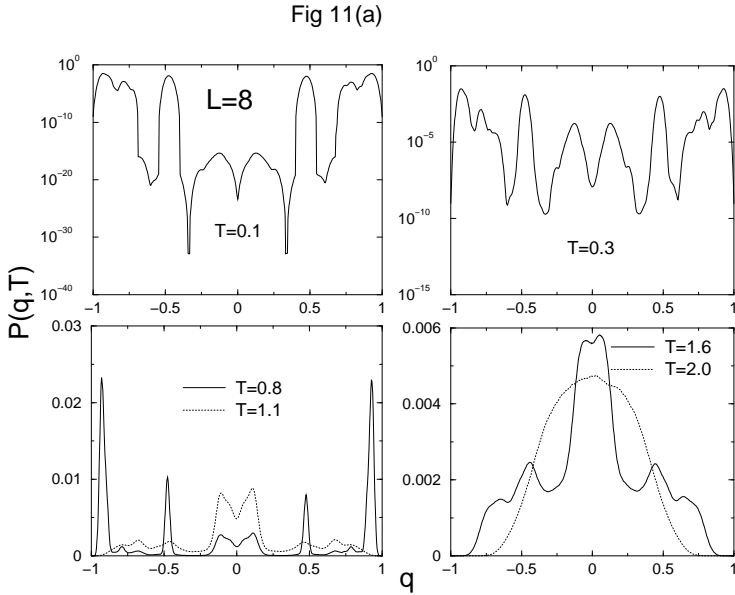 Fig 11(a)
10^0
10^−10
10^−20
10^−30
10^−40
L=8
T=0.1
−1 −0.5 0 0.5 1
10^0
10^−5
10^−10
10^−15
T=0.3
−1 −0.5 0 0.5 1
P(q,T)
0.03
0.02
0.01
0
T=0.8
T=1.1
−1 −0.5 0 0.5 1
0.006
0.004
0.002
0
T=1.6
T=2.0
−1 −0.5 0 0.5 1
q